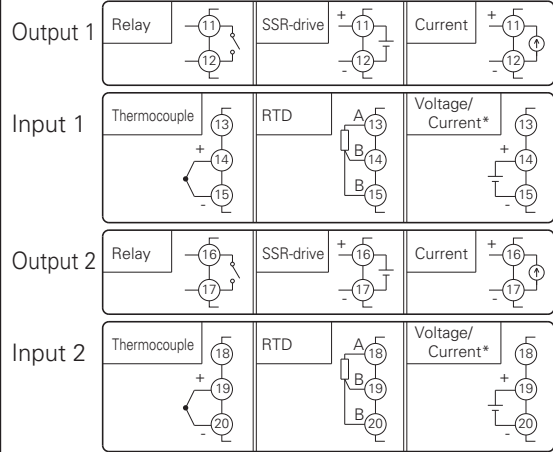 Output 1
Relay 11 12
SSR-drive + 11 12 -
Current + 11 12 -
Input 1
Thermocouple 13 + 14 15 -
RTD A 13 B 14 B 15
Voltage/
Current* 13 + 14 15 -
Output 2
Relay 16 17
SSR-drive + 16 17 -
Current + 16 17 -
Input 2
Thermocouple 18 + 19 20 -
RTD A 18 B 19 B 20
Voltage/
Current* 18 + 19 20 -